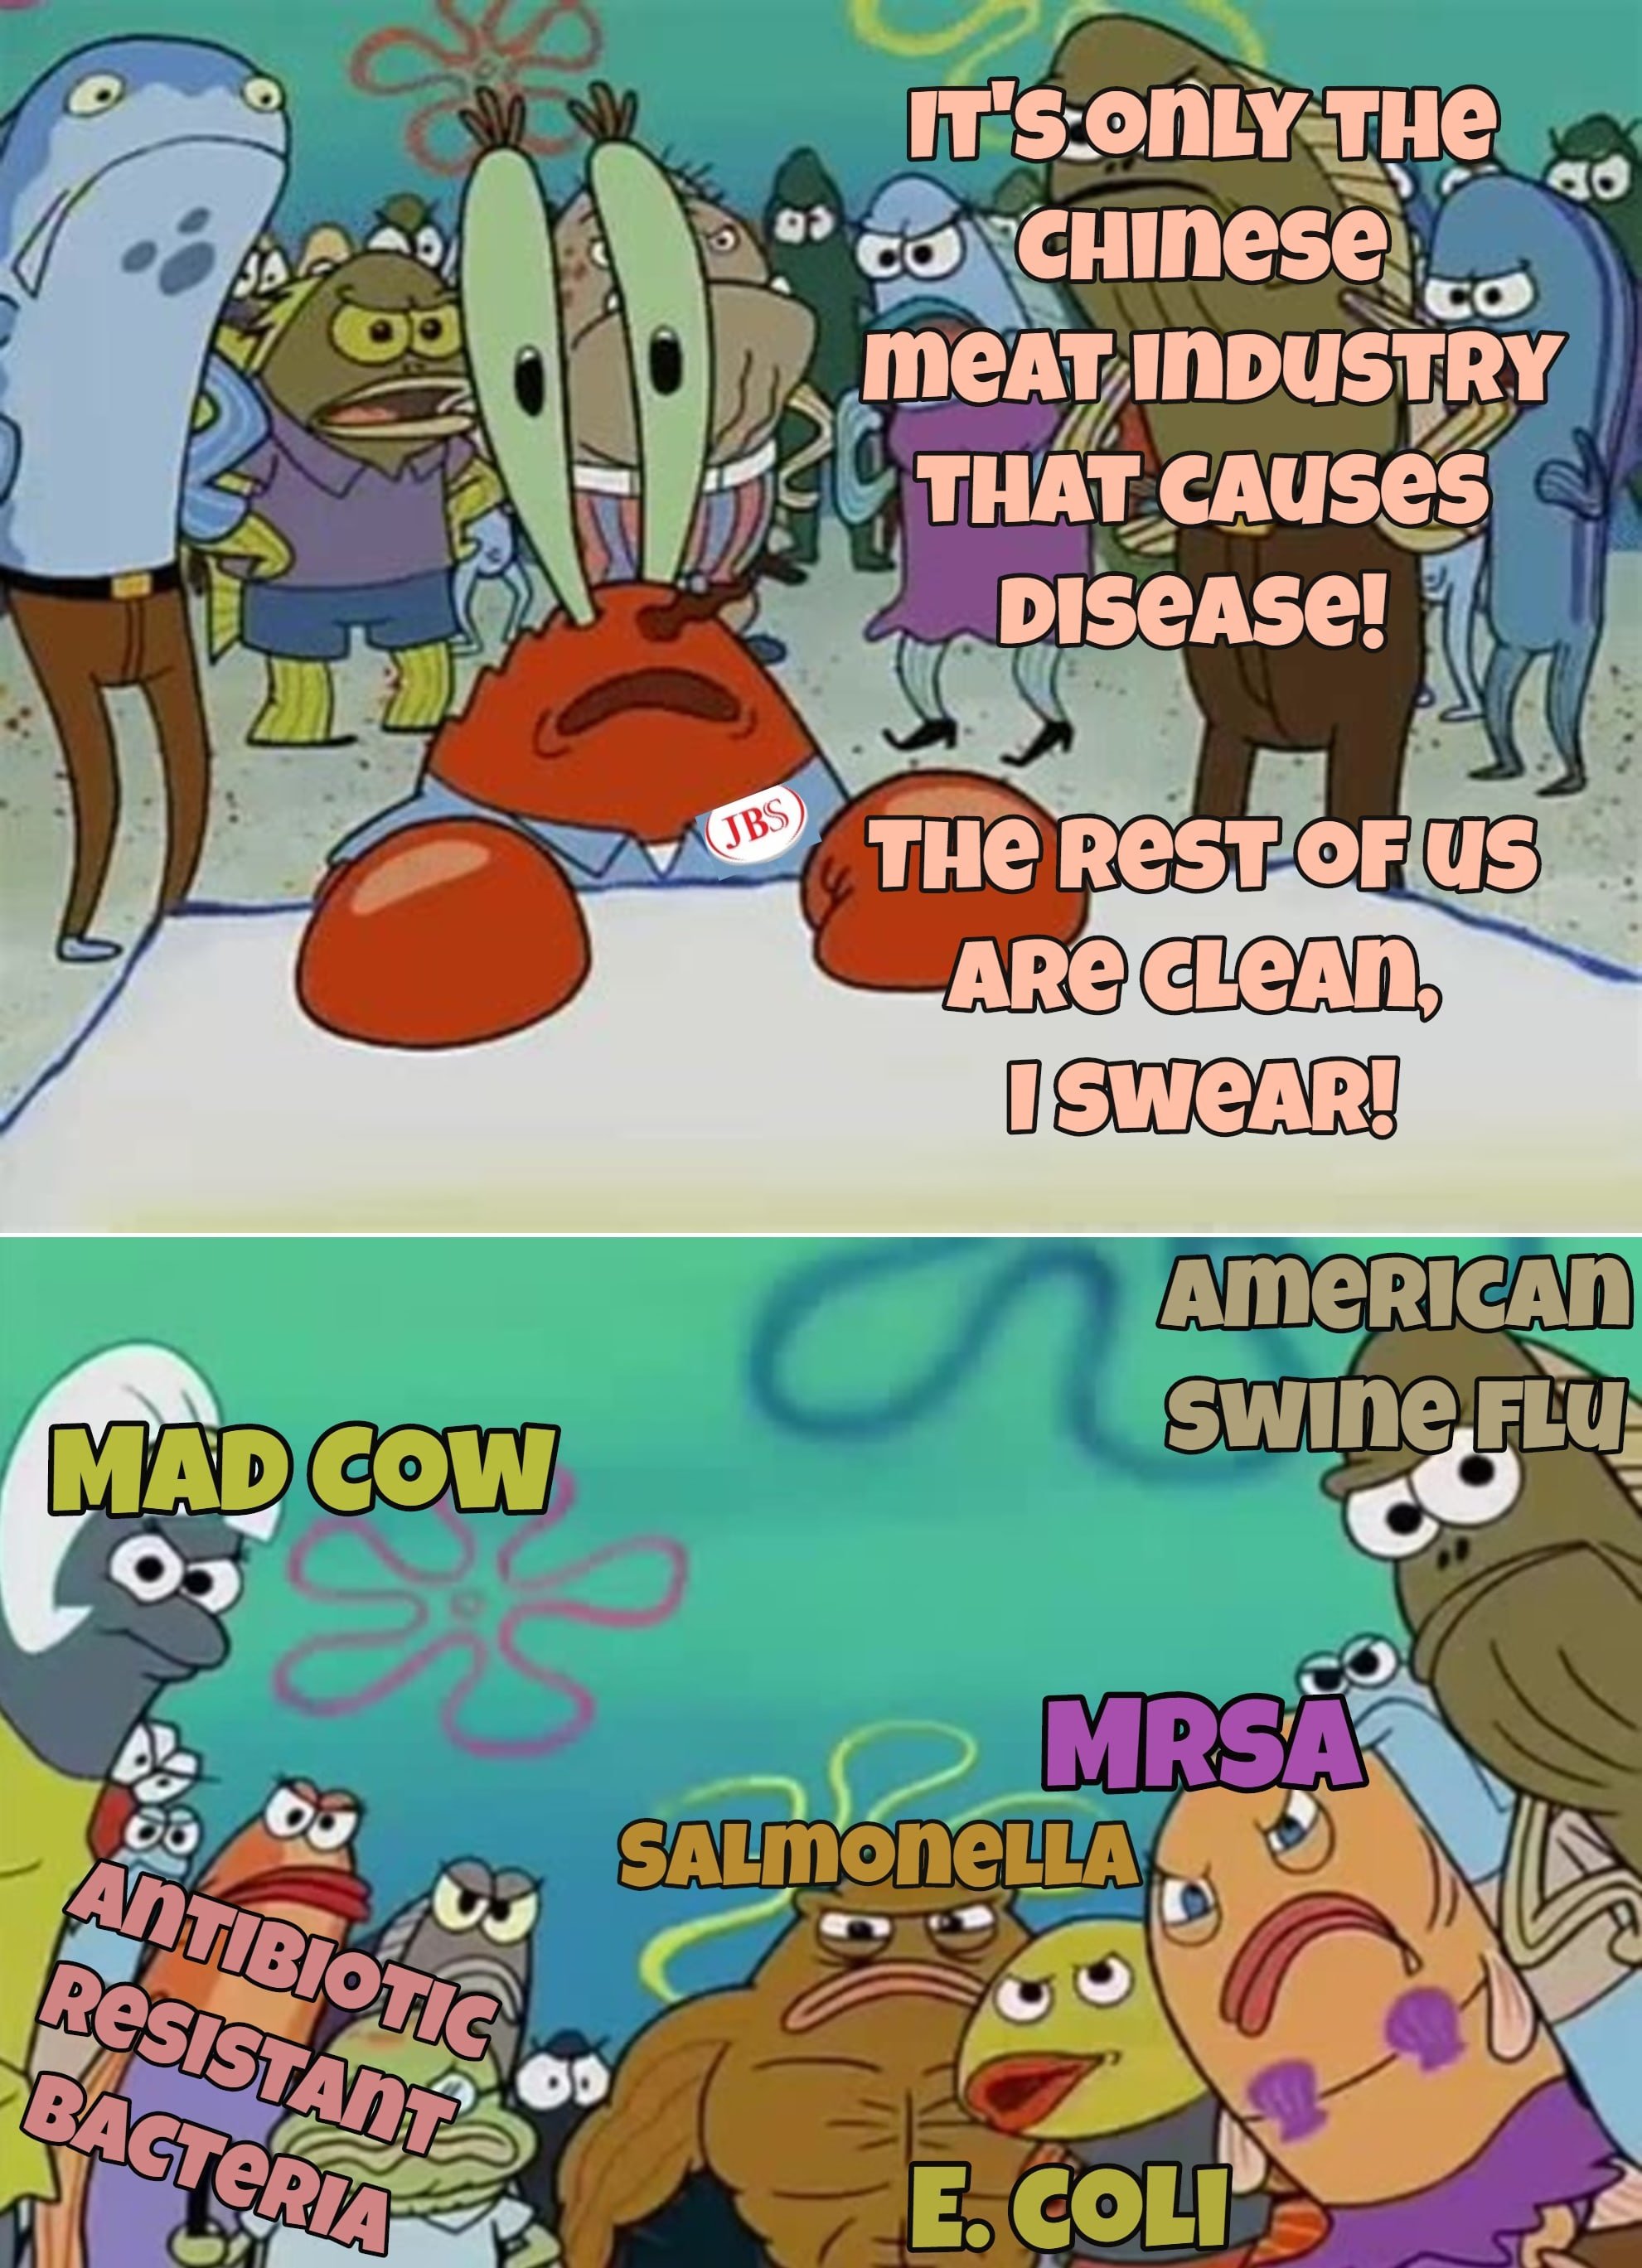 IT'S ONLY THE
CHINESE
MEAT INDUSTRY
THAT CAUSES
DISEASE!
JBS
THE REST OF US
ARE CLEAN,
I SWEAR!
AMERICAN
SWINE FLU
MAD COW
MRSA
SALMONELLA
ANTIBIOTIC
RESISTANT
BACTERIA
E. COLI